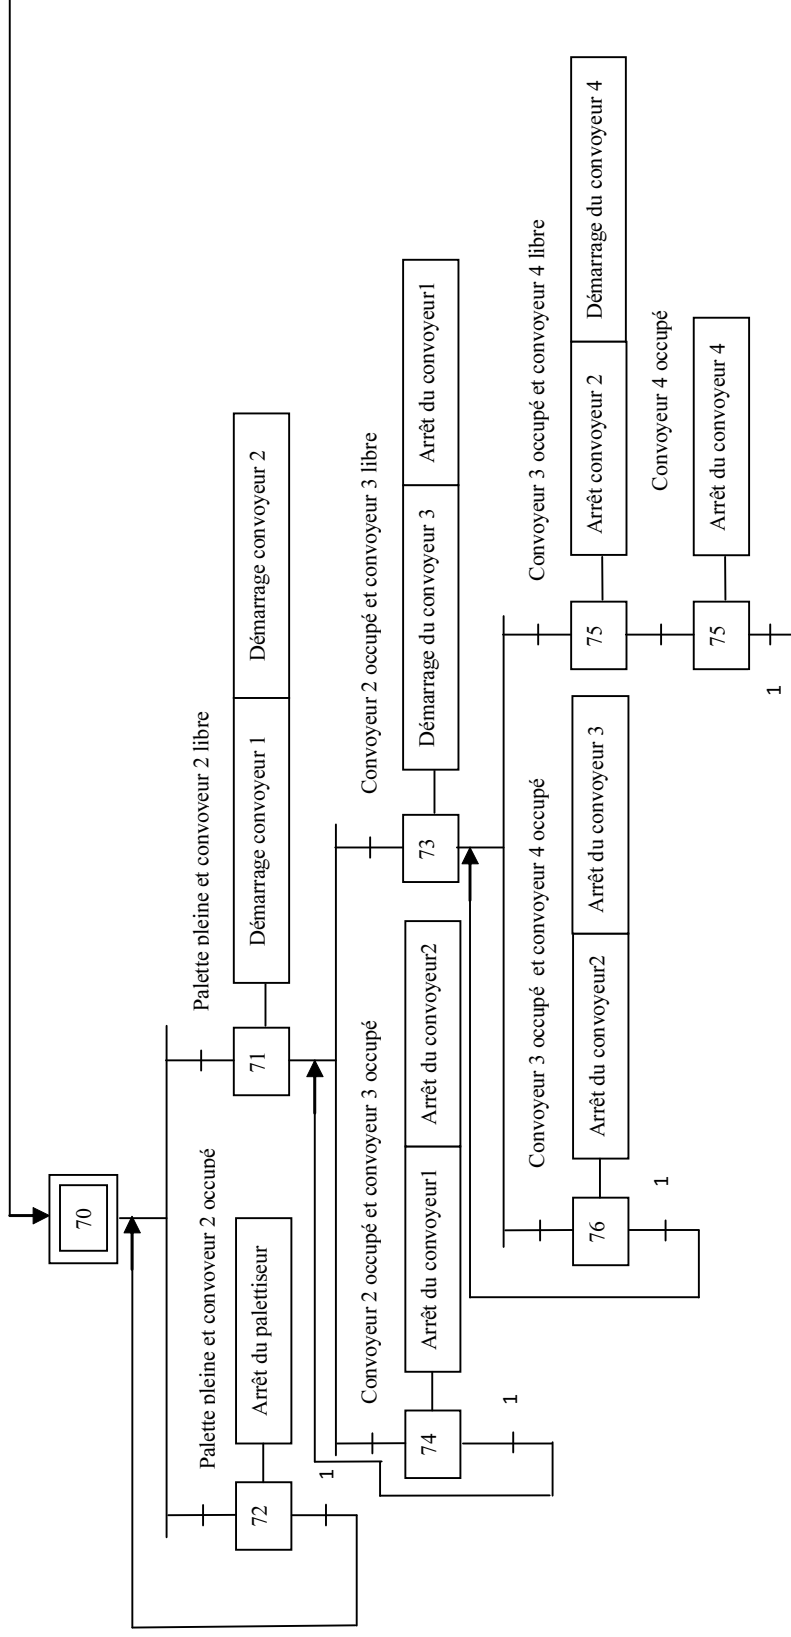 70
Palette pleine et convoyeur 2 occupé
Palette pleine et convoyeur 2 libre
72
Arrêt du palettiseur
71
Démarrage convoyeur 1
Démarrage convoyeur 2
1
Convoyeur 2 occupé et convoyeur 3 occupé
Convoyeur 2 occupé et convoyeur 3 libre
74
Arrêt du convoyeur1
Arrêt du convoyeur2
73
Démarrage du convoyeur 3
Arrêt du convoyeur1
1
Convoyeur 3 occupé et convoyeur 4 occupé
Convoyeur 3 occupé et convoyeur 4 libre
76
Arrêt du convoyeur2
Arrêt du convoyeur 3
75
Arrêt convoyeur 2
Démarrage du convoyeur 4
1
Convoyeur 4 occupé
75
Arrêt du convoyeur 4
1